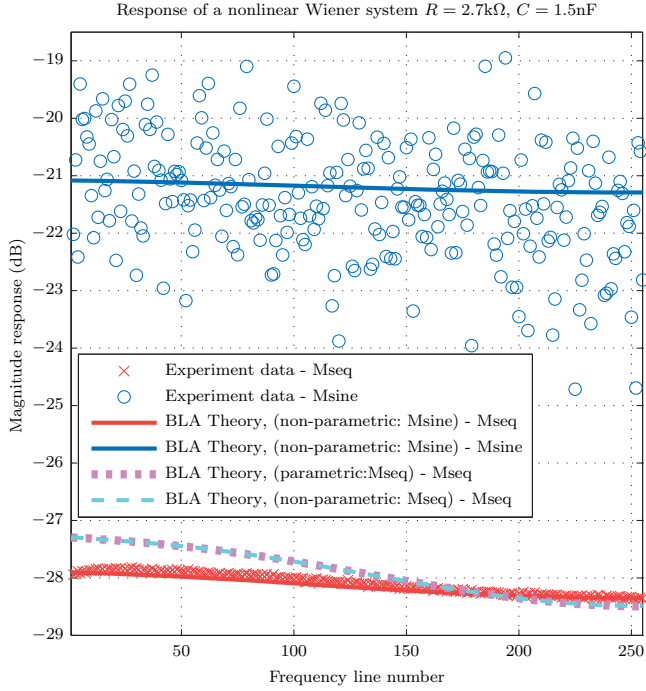 Response of a nonlinear Wiener system R = 2.7kΩ, C = 1.5nF
Magnitude response (dB)
−19
−20
−21
−22
−23
−24
−25
−26
−27
−28
−29
Experiment data - Mseq
Experiment data - Msine
BLA Theory, (non-parametric: Msine) - Mseq
BLA Theory, (non-parametric: Msine) - Msine
BLA Theory, (parametric:Mseq) - Mseq
BLA Theory, (non-parametric: Mseq) - Mseq
50 100 150 200 250
Frequency line number